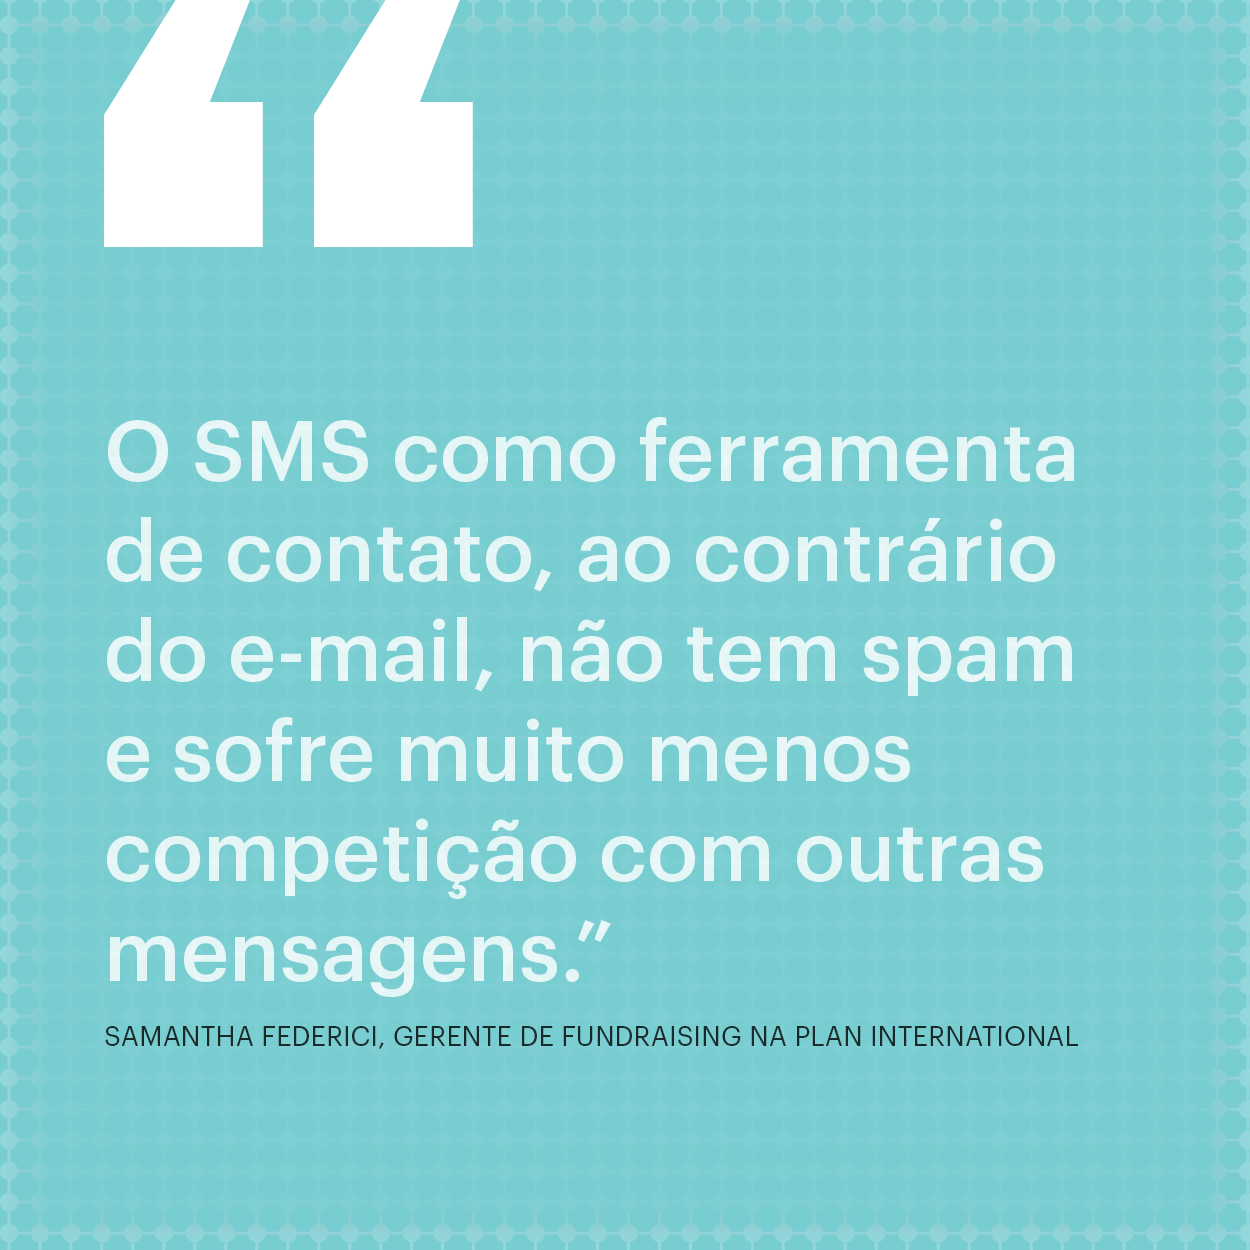 “
O SMS como ferramenta
de contato, ao contrário
do e-mail, não tem spam
e sofre muito menos
competição com outras
mensagens.”
SAMANTHA FEDERICI, GERENTE DE FUNDRAISING NA PLAN INTERNATIONAL